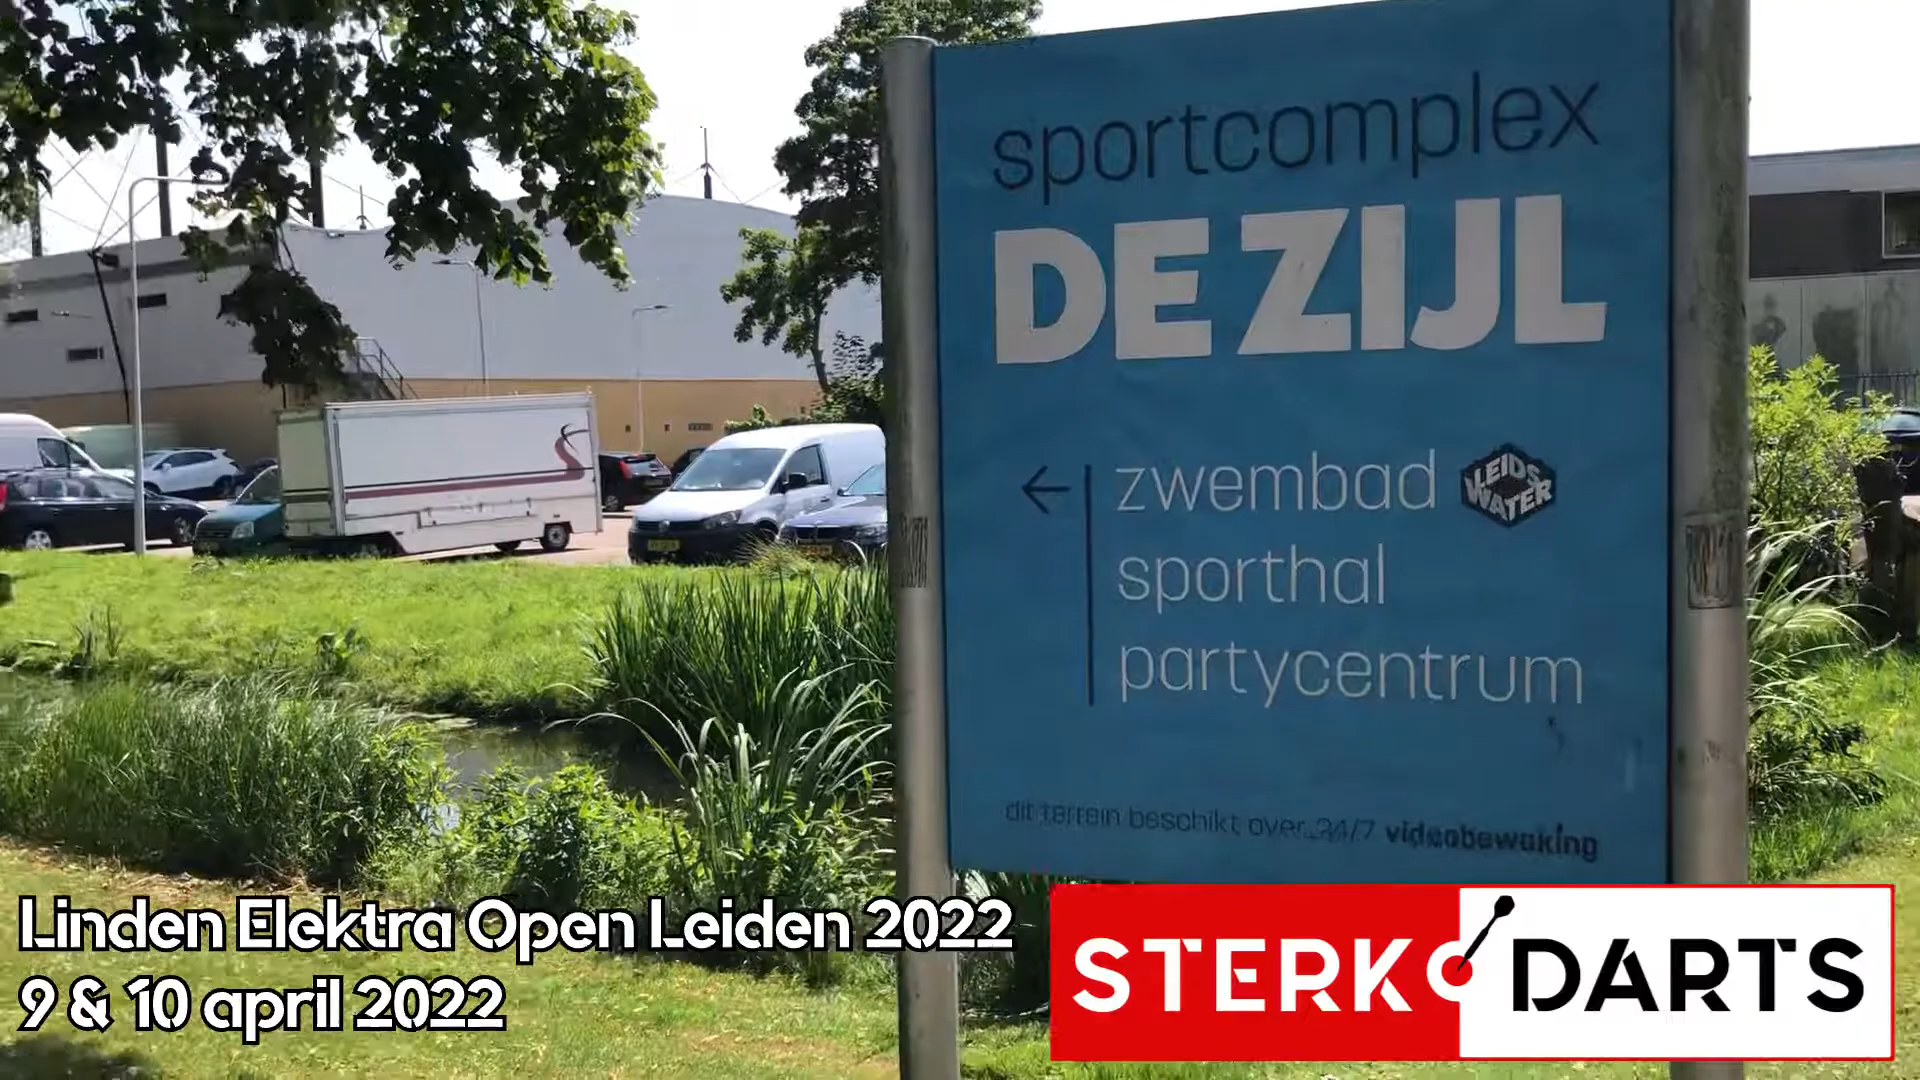 sportcomplex
DE ZIJL
zwembad
LEIDS
WATER
sporthal
partycentrum
dit terrein beschikt over 24/7 videobewaking
Linden Elektra Open Leiden 2022
9 & 10 april 2022
STERK DARTS